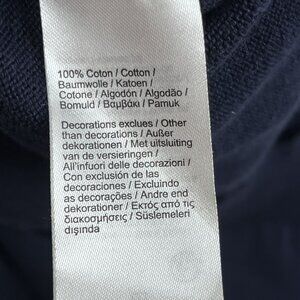 100% Coton / Cotton /
Baumwolle / Katoen /
Cotone / Algodón / Algodão /
Bomuld / Βαμβάκι / Pamuk
Decorations exclues / Other
than decorations / Außer
dekorationen / Met uitsluiting
van de versieringen /
All'infuori delle decorazioni /
Con exclusión de las
decoraciones / Excluindo
as decorações / Andre end
dekorationer / Εκτός από τις
διακοσμήσεις / Süslemeleri
dışında